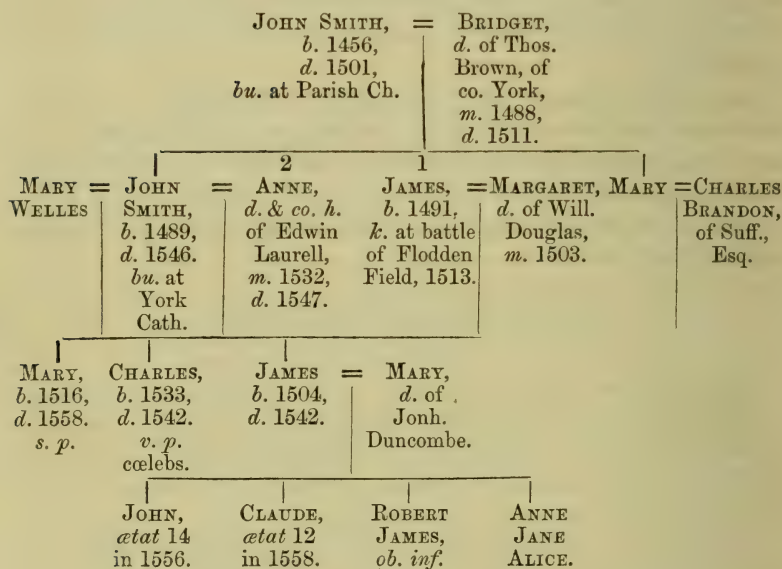 JOHN SMITH, = BRIDGET,
b. 1456, d. of Thos.
d. 1501, Brown, of
bu. at Parish Ch. co. York,
m. 1488,
d. 1511.
2 1
MARY = JOHN = ANNE, JAMES, =MARGARET, MARY =CHARLES
WELLES SMITH, d. & co. h. b. 1491, d. of Will. BRANDON,
b. 1489, of Edwin k. at battle Douglas, of Suff.,
d. 1546. Laurell, of Flodden m. 1503. Esq.
bu. at m. 1532, Field, 1513.
York d. 1547.
Cath.
MARY, CHARLES, JAMES = MARY,
b. 1516, b. 1533, b. 1504, d. of
d. 1558. d. 1542. d. 1542. Jonh.
s. p. v. p. Duncombe.
cœlebs.
JOHN, CLAUDE, ROBERT ANNE
ætat 14 ætat 12 JAMES, JANE
in 1556. in 1558. ob. inf. ALICE.